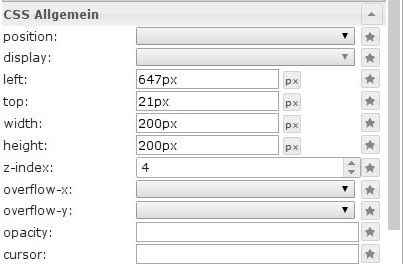 CSS Allgemein
position:
display:
left: 647px px
top: 21px px
width: 200px px
height: 200px px
z-index: 4
overflow-x:
overflow-y:
opacity:
cursor: